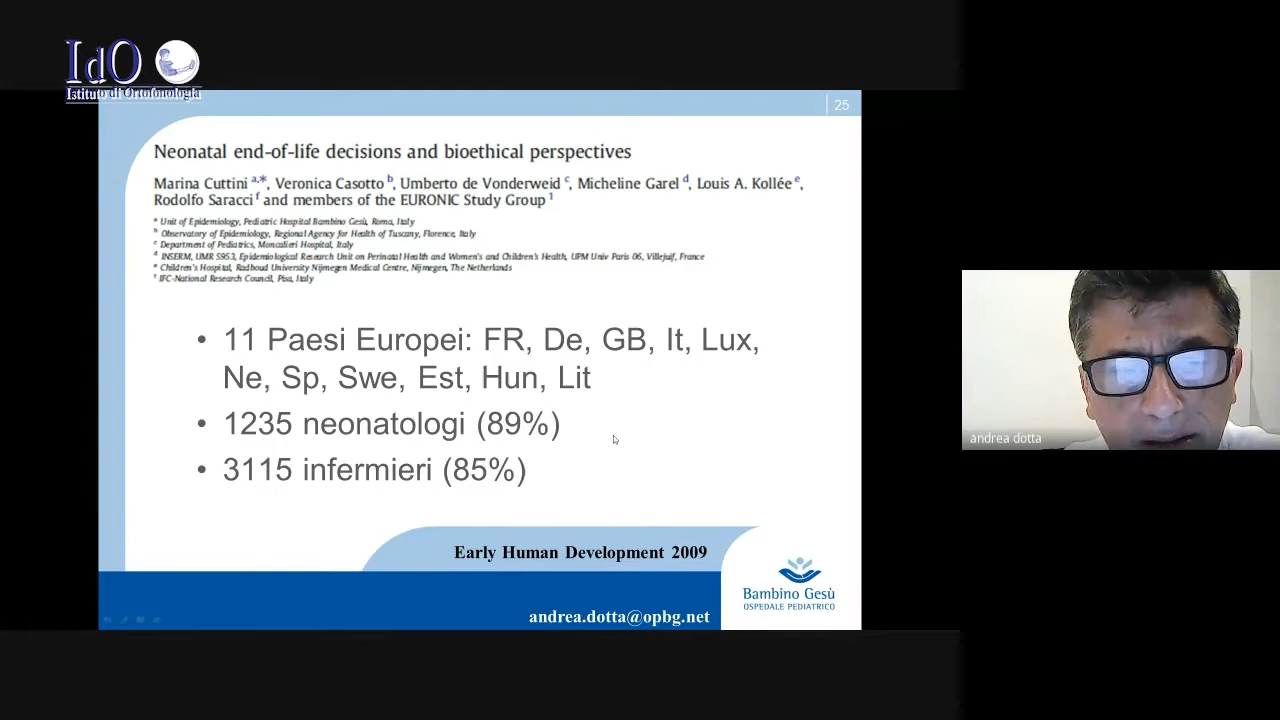 IdO
Istituto di Ortofonologia
25
Neonatal end-of-life decisions and bioethical perspectives
Marina Cuttini a,*, Veronica Casotto b, Umberto de Vonderweid c, Micheline Garel d, Louis A. Kollée e,
Rodolfo Saracci f and members of the EURONIC Study Group 1
a Unit of Epidemiology, Pediatric Hospital Bambino Gesù, Roma, Italy
b Observatory of Epidemiology, Regional Agency for Health of Tuscany, Florence, Italy
c Department of Pediatrics, Moncalieri Hospital, Italy
d INSERM, UMR S953, Epidemiological Research Unit on Perinatal Health and Women's and Children's Health, UPM Univ Paris 06, Villejuif, France
e Children's Hospital, Radboud University Nijmegen Medical Centre, Nijmegen, The Netherlands
f IFC-National Research Council, Pisa, Italy
• 11 Paesi Europei: FR, De, GB, It, Lux,
Ne, Sp, Swe, Est, Hun, Lit
• 1235 neonatologi (89%)
• 3115 infermieri (85%)
andrea dotta
Early Human Development 2009
Bambino Gesù
OSPEDALE PEDIATRICO
andrea.dotta@opbg.net